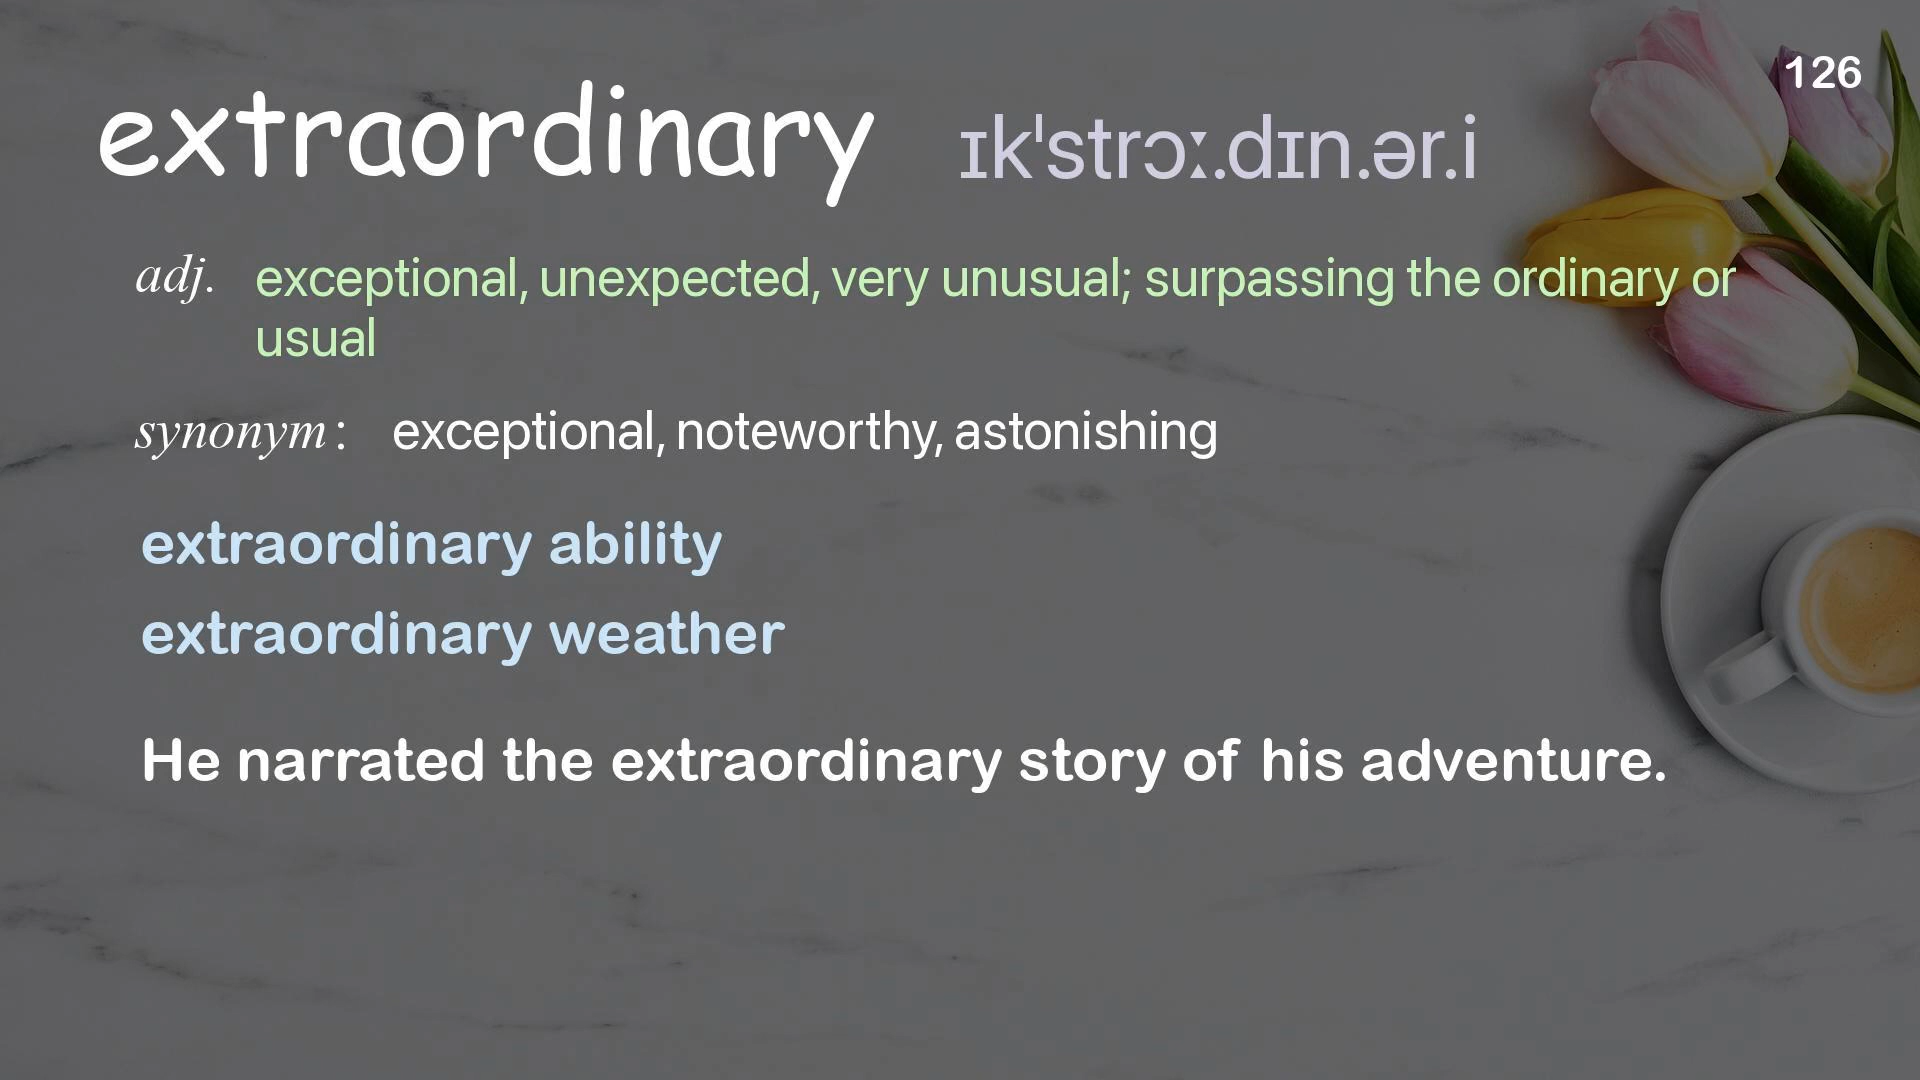 126
extraordinary ɪkˈstrɔː.dɪn.ər.i
adj. exceptional, unexpected, very unusual; surpassing the ordinary or
usual
synonym: exceptional, noteworthy, astonishing
extraordinary ability
extraordinary weather
He narrated the extraordinary story of his adventure.